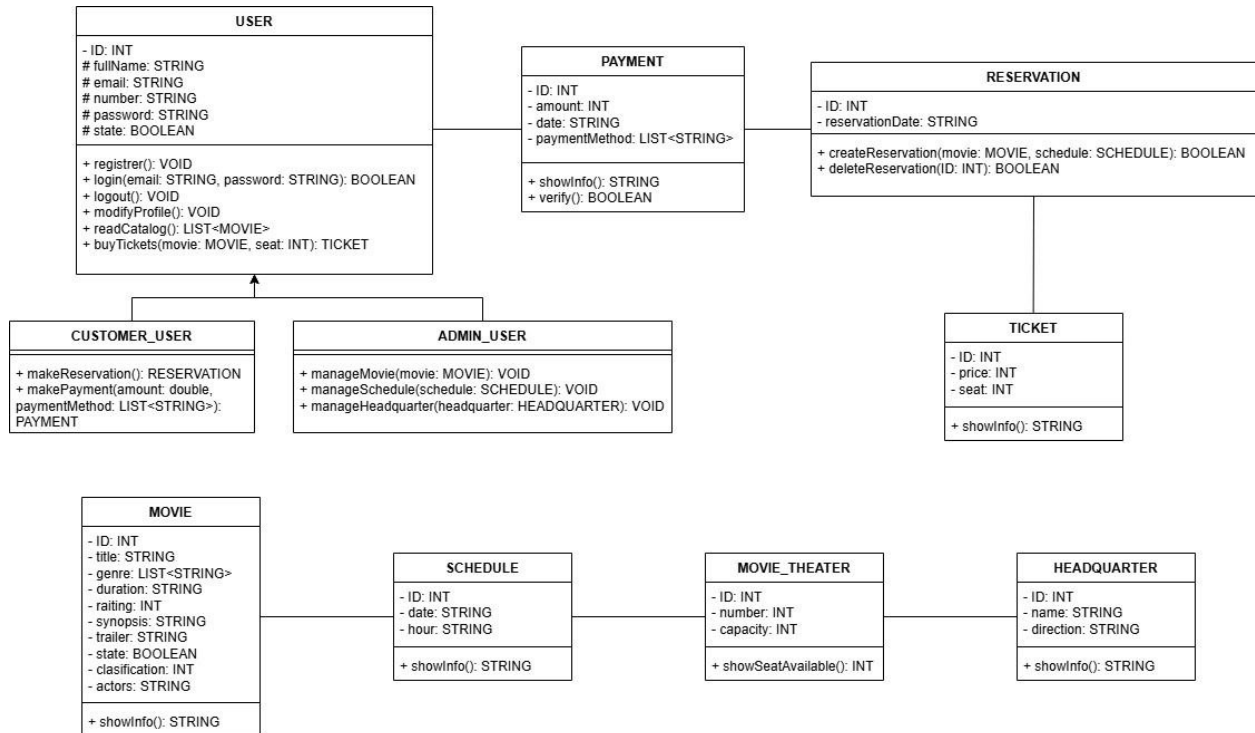 USER
- ID: INT
# fullName: STRING
# email: STRING
# number: STRING
# password: STRING
# state: BOOLEAN
+ registrer(): VOID
+ login(email: STRING, password: STRING): BOOLEAN
+ logout(): VOID
+ modifyProfile(): VOID
+ readCatalog(): LIST<MOVIE>
+ buyTickets(movie: MOVIE, seat: INT): TICKET
PAYMENT
- ID: INT
- amount: INT
- date: STRING
- paymentMethod: LIST<STRING>
+ showInfo(): STRING
+ verify(): BOOLEAN
RESERVATION
- ID: INT
- reservationDate: STRING
+ createReservation(movie: MOVIE, schedule: SCHEDULE): BOOLEAN
+ deleteReservation(ID: INT): BOOLEAN
CUSTOMER_USER
+ makeReservation(): RESERVATION
+ makePayment(amount: double,
paymentMethod: LIST<STRING>):
PAYMENT
ADMIN_USER
+ manageMovie(movie: MOVIE): VOID
+ manageSchedule(schedule: SCHEDULE): VOID
+ manageHeadquarter(headquarter: HEADQUARTER): VOID
TICKET
- ID: INT
- price: INT
- seat: INT
+ showInfo(): STRING
MOVIE
- ID: INT
- title: STRING
- genre: LIST<STRING>
- duration: STRING
- raiting: INT
- synopsis: STRING
- trailer: STRING
- state: BOOLEAN
- clasification: INT
- actors: STRING
+ showInfo(): STRING
SCHEDULE
- ID: INT
- date: STRING
- hour: STRING
+ showInfo(): STRING
MOVIE_THEATER
- ID: INT
- number: INT
- capacity: INT
+ showSeatAvailable(): INT
HEADQUARTER
- ID: INT
- name: STRING
- direction: STRING
+ showInfo(): STRING